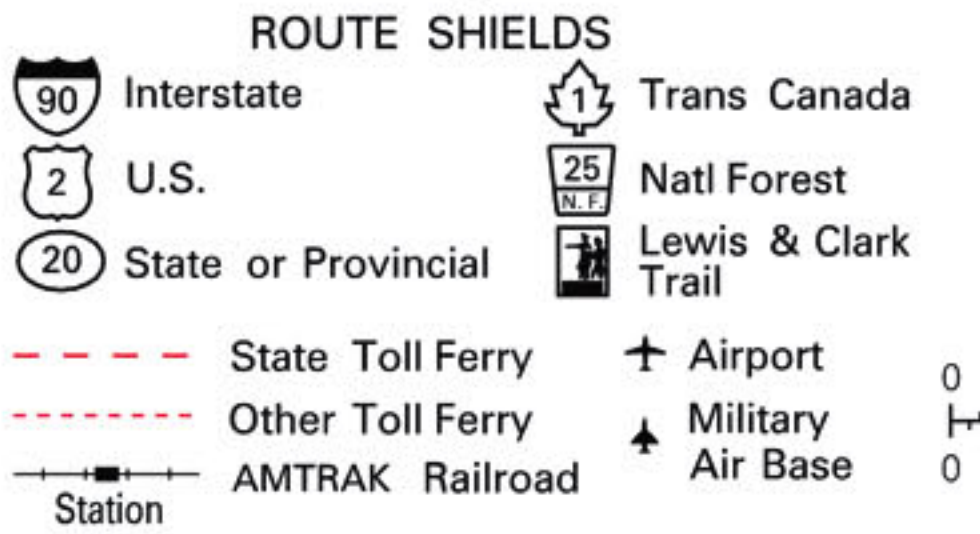 ROUTE SHIELDS
90 Interstate
1 Trans Canada
2 U.S.
25 N.F. Natl Forest
20 State or Provincial
Lewis & Clark
Trail
State Toll Ferry
Airport
Other Toll Ferry
Military
Air Base
AMTRAK Railroad
Station
0
0